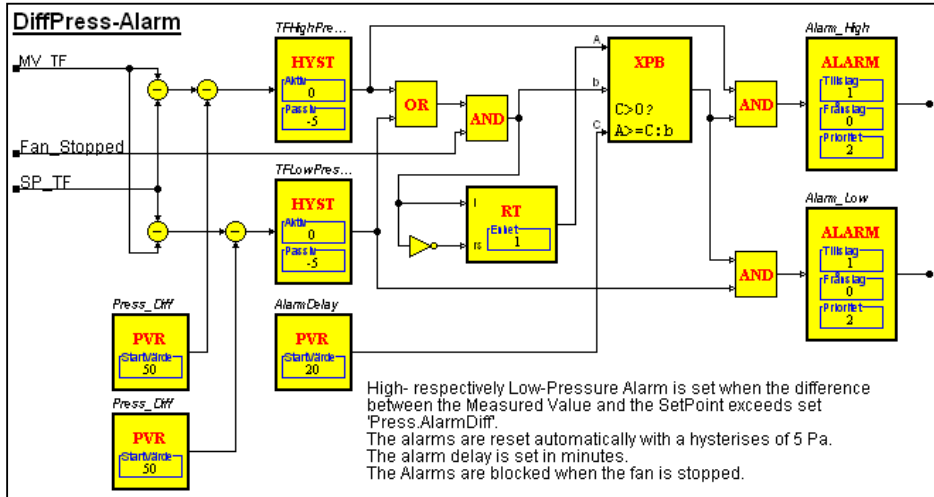 DiffPress-Alarm
MV_TF
Fan_Stopped
SP_TF
TFHighPre...
HYST
Aktiv
0
Passiv
-5
TFLowPres...
HYST
Aktiv
0
Passiv
-5
OR
AND
RT
Enhet
1
I
rs
A
b
C
XPB
C>0?
A>=C:b
AND
AND
Alarm_High
ALARM
Tillslag
1
Frånslag
0
Prioritet
2
Alarm_Low
ALARM
Tillslag
1
Frånslag
0
Prioritet
2
Press_Diff
PVR
StartVärde
50
Press_Diff
PVR
StartVärde
50
AlarmDelay
PVR
StartVärde
20
High- respectively Low-Pressure Alarm is set when the difference
between the Measured Value and the SetPoint exceeds set
'Press.AlarmDiff'.
The alarms are reset automatically with a hysterises of 5 Pa.
The alarm delay is set in minutes.
The Alarms are blocked when the fan is stopped.